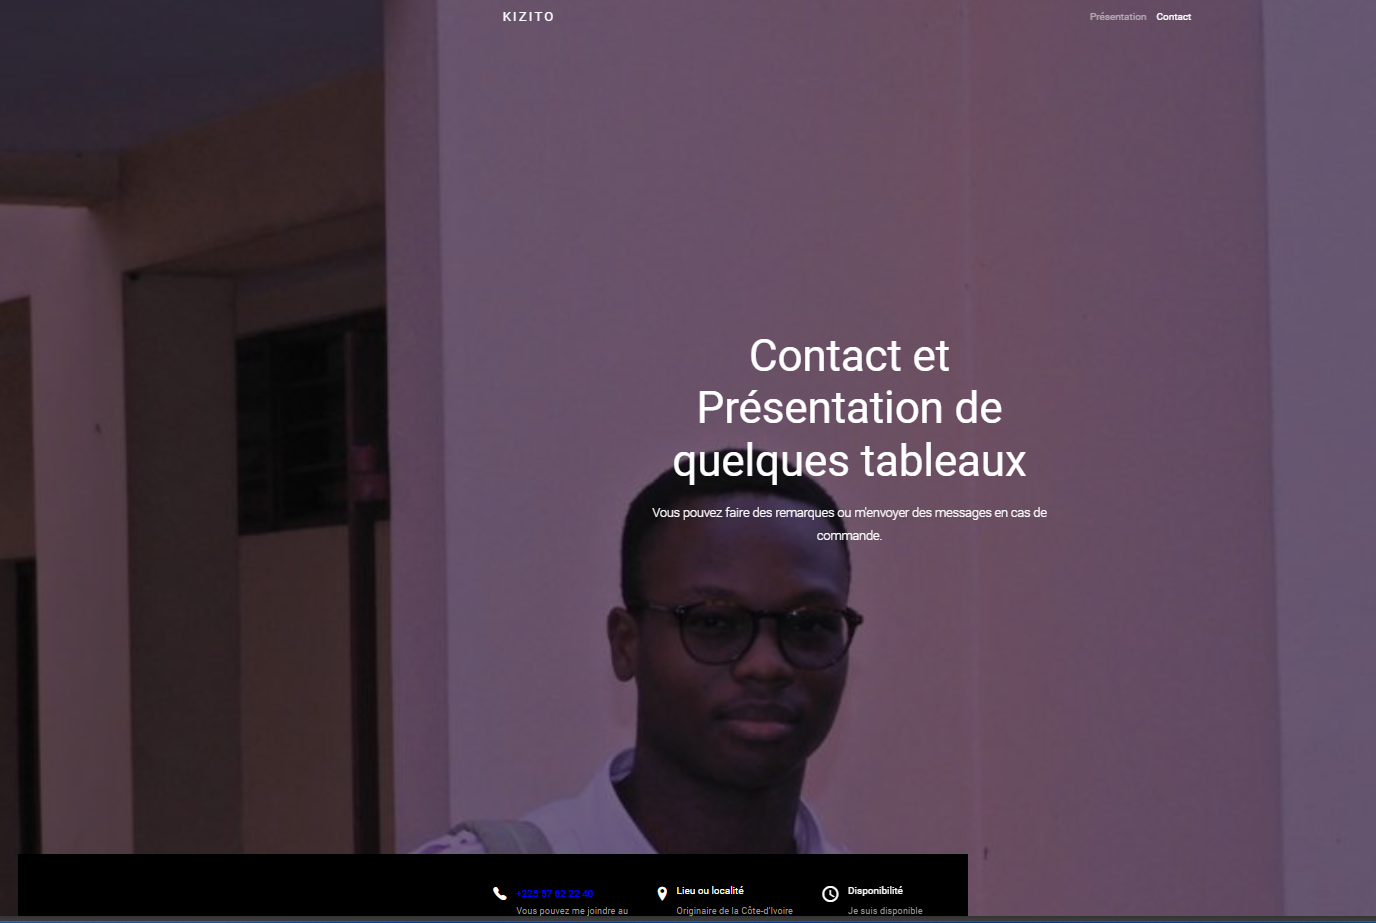 KIZITO
Présentation Contact
Contact et
Présentation de
quelques tableaux
Vous pouvez faire des remarques ou m'envoyer des messages en cas de
commande.
+225 57 62 22 40
Lieu ou localité
Disponibilité
Vous pouvez me joindre au
Originaire de la Côte-d'Ivoire
Je suis disponible